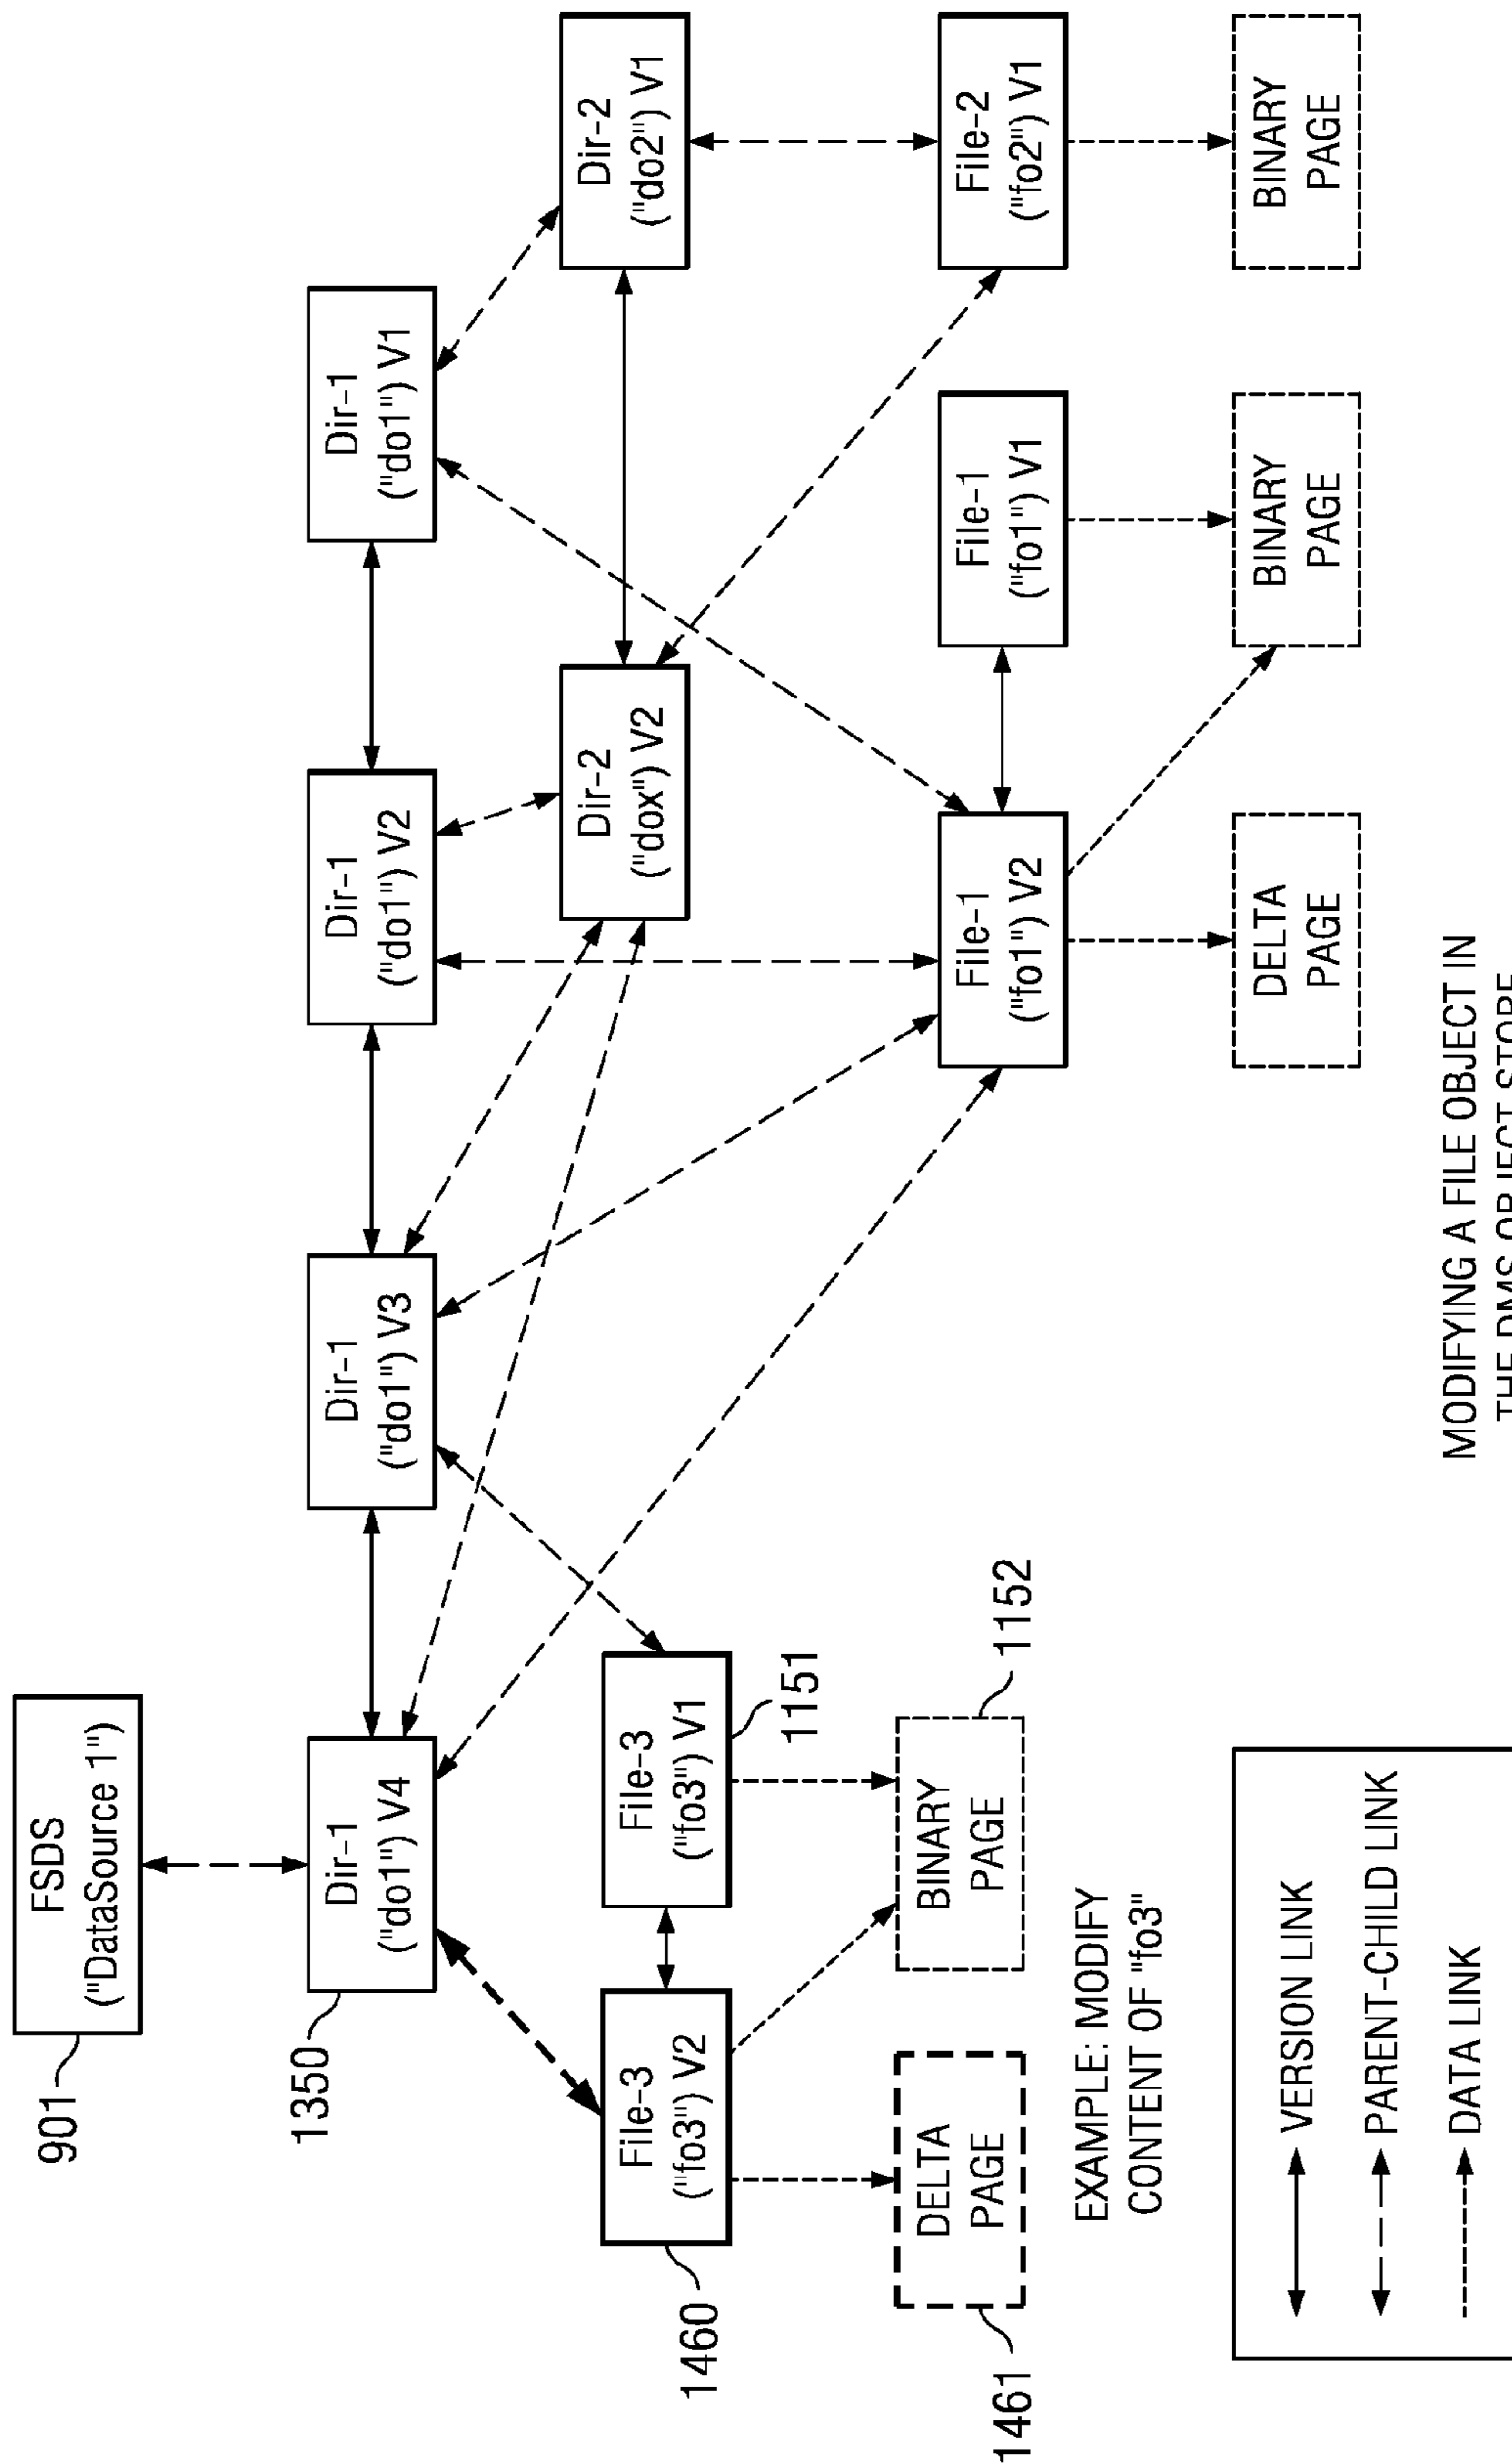 901
FSDS
("DataSource 1")
1350
Dir-1
("do1") V4
Dir-1
("do1") V3
Dir-1
("do1") V2
Dir-1
("do1") V1
Dir-2
("dox") V2
Dir-2
("do2") V1
1460
File-3
("fo3") V2
File-3
("fo3") V1
1151
1461
DELTA
PAGE
BINARY
PAGE
1152
File-1
("fo1") V2
File-1
("fo1") V1
File-2
("fo2") V1
EXAMPLE: MODIFY
CONTENT OF "fo3"
DELTA
PAGE
BINARY
PAGE
BINARY
PAGE
VERSION LINK
PARENT-CHILD LINK
DATA LINK
MODIFYING A FILE OBJECT IN
THE DMS OBJECT STORE